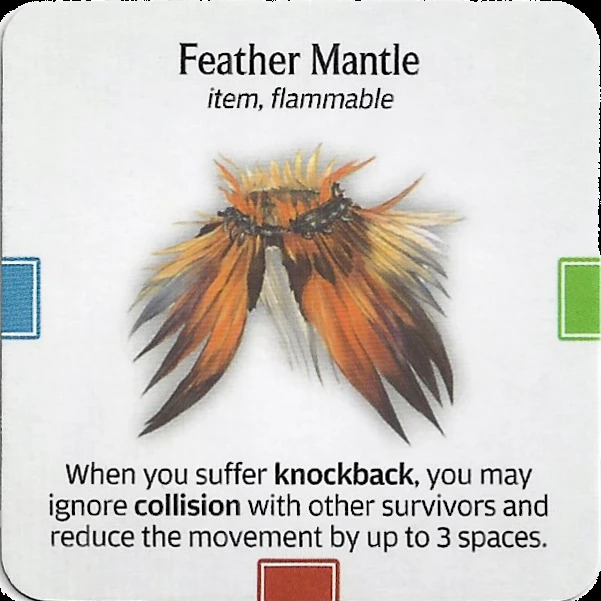 Feather Mantle
item, flammable
When you suffer knockback, you may
ignore collision with other survivors and
reduce the movement by up to 3 spaces.